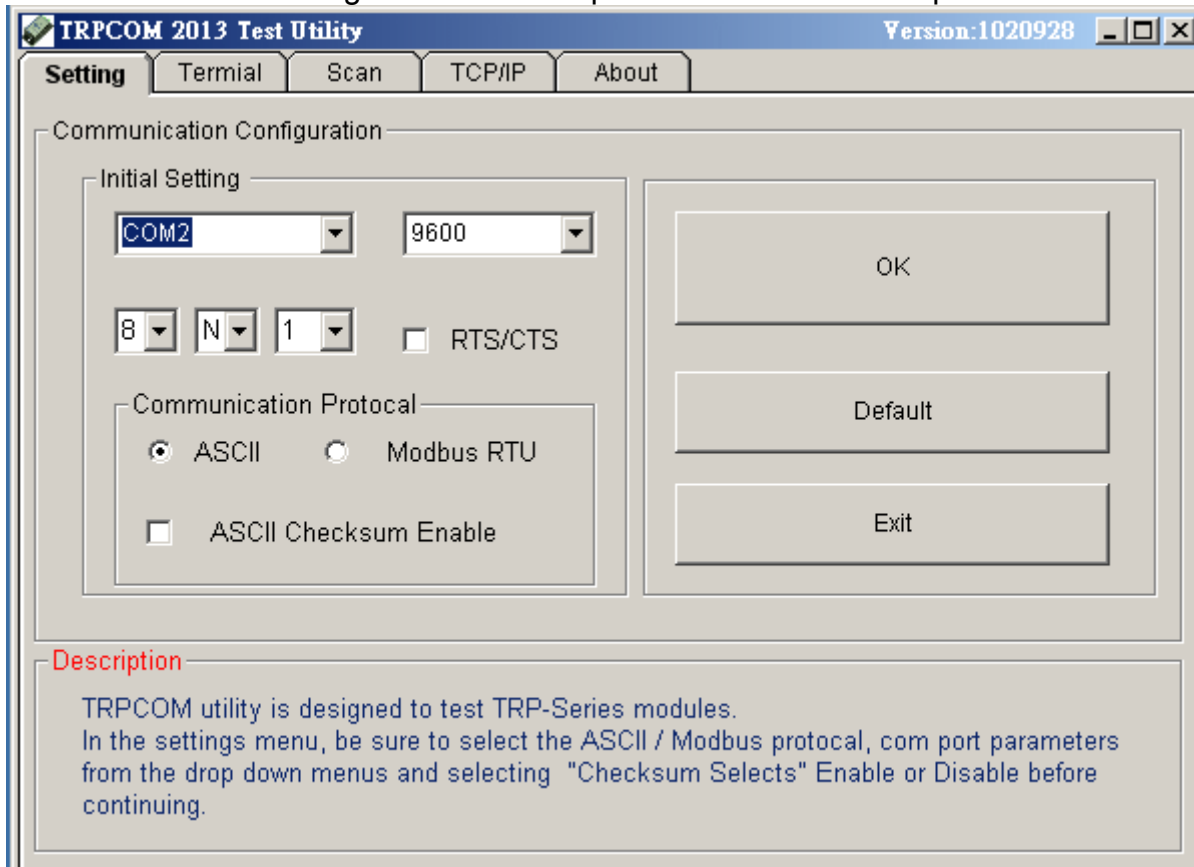 TRPCOM 2013 Test Utility Version:1020928
Setting Termial Scan TCP/IP About
Communication Configuration
Initial Setting
COM2 9600
OK
8 N 1 RTS/CTS
Communication Protocal
Default
ASCII Modbus RTU
ASCII Checksum Enable
Exit
Description
TRPCOM utility is designed to test TRP-Series modules.
In the settings menu, be sure to select the ASCII / Modbus protocal, com port parameters
from the drop down menus and selecting "Checksum Selects" Enable or Disable before
continuing.